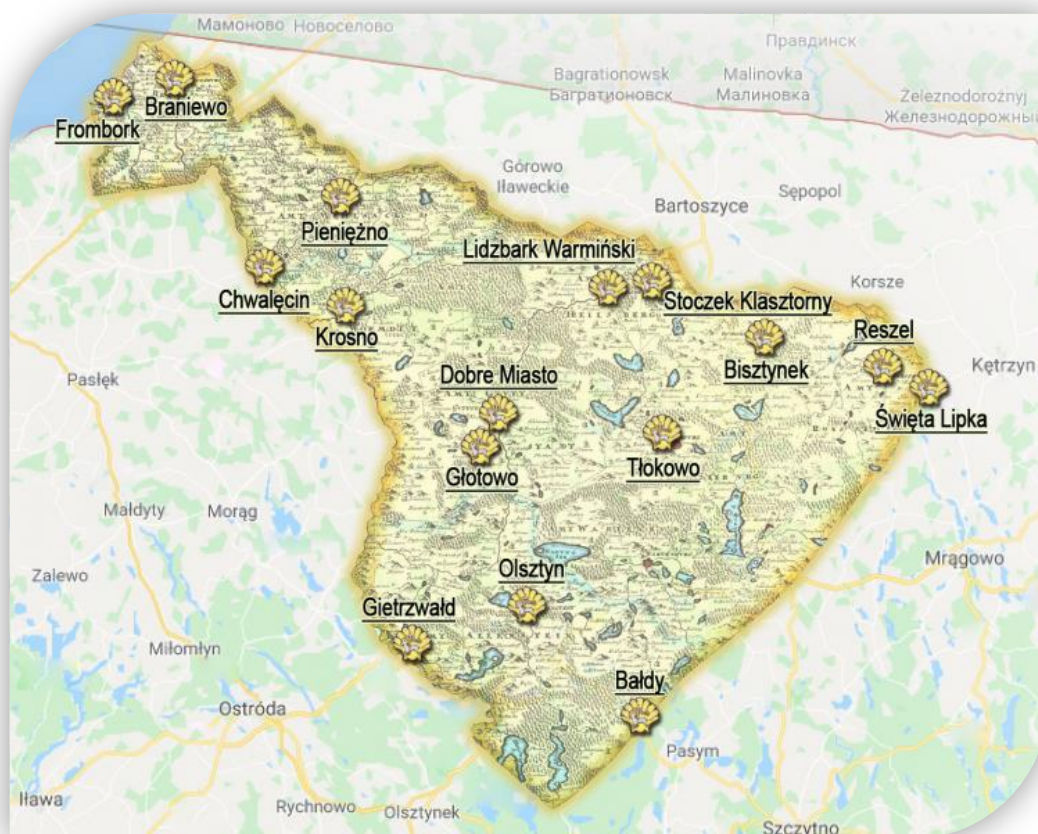 Мамоново
Новоселово
Правдинск
Bagrationowsk
Багратионовск
Malinovka
Малиновка
Żeleznodorożnyj
Железнодорожный
Braniewo
Frombork
Górowo
Iławeckie
Sępopol
Bartoszyce
Pieniężno
Lidzbark Warmiński
Korsze
Chwalęcin
Stoczek Klasztorny
Krosno
Reszel
Bisztynek
Kętrzyn
Pasłęk
Dobre Miasto
Święta Lipka
Głotowo
Tłokowo
Małdyty
Morąg
Mrągowo
Zalewo
Olsztyn
Gietrzwałd
Miłomłyn
Bałdy
Ostróda
Pasym
Iława
Rychnowo
Olsztynek
Szczytno